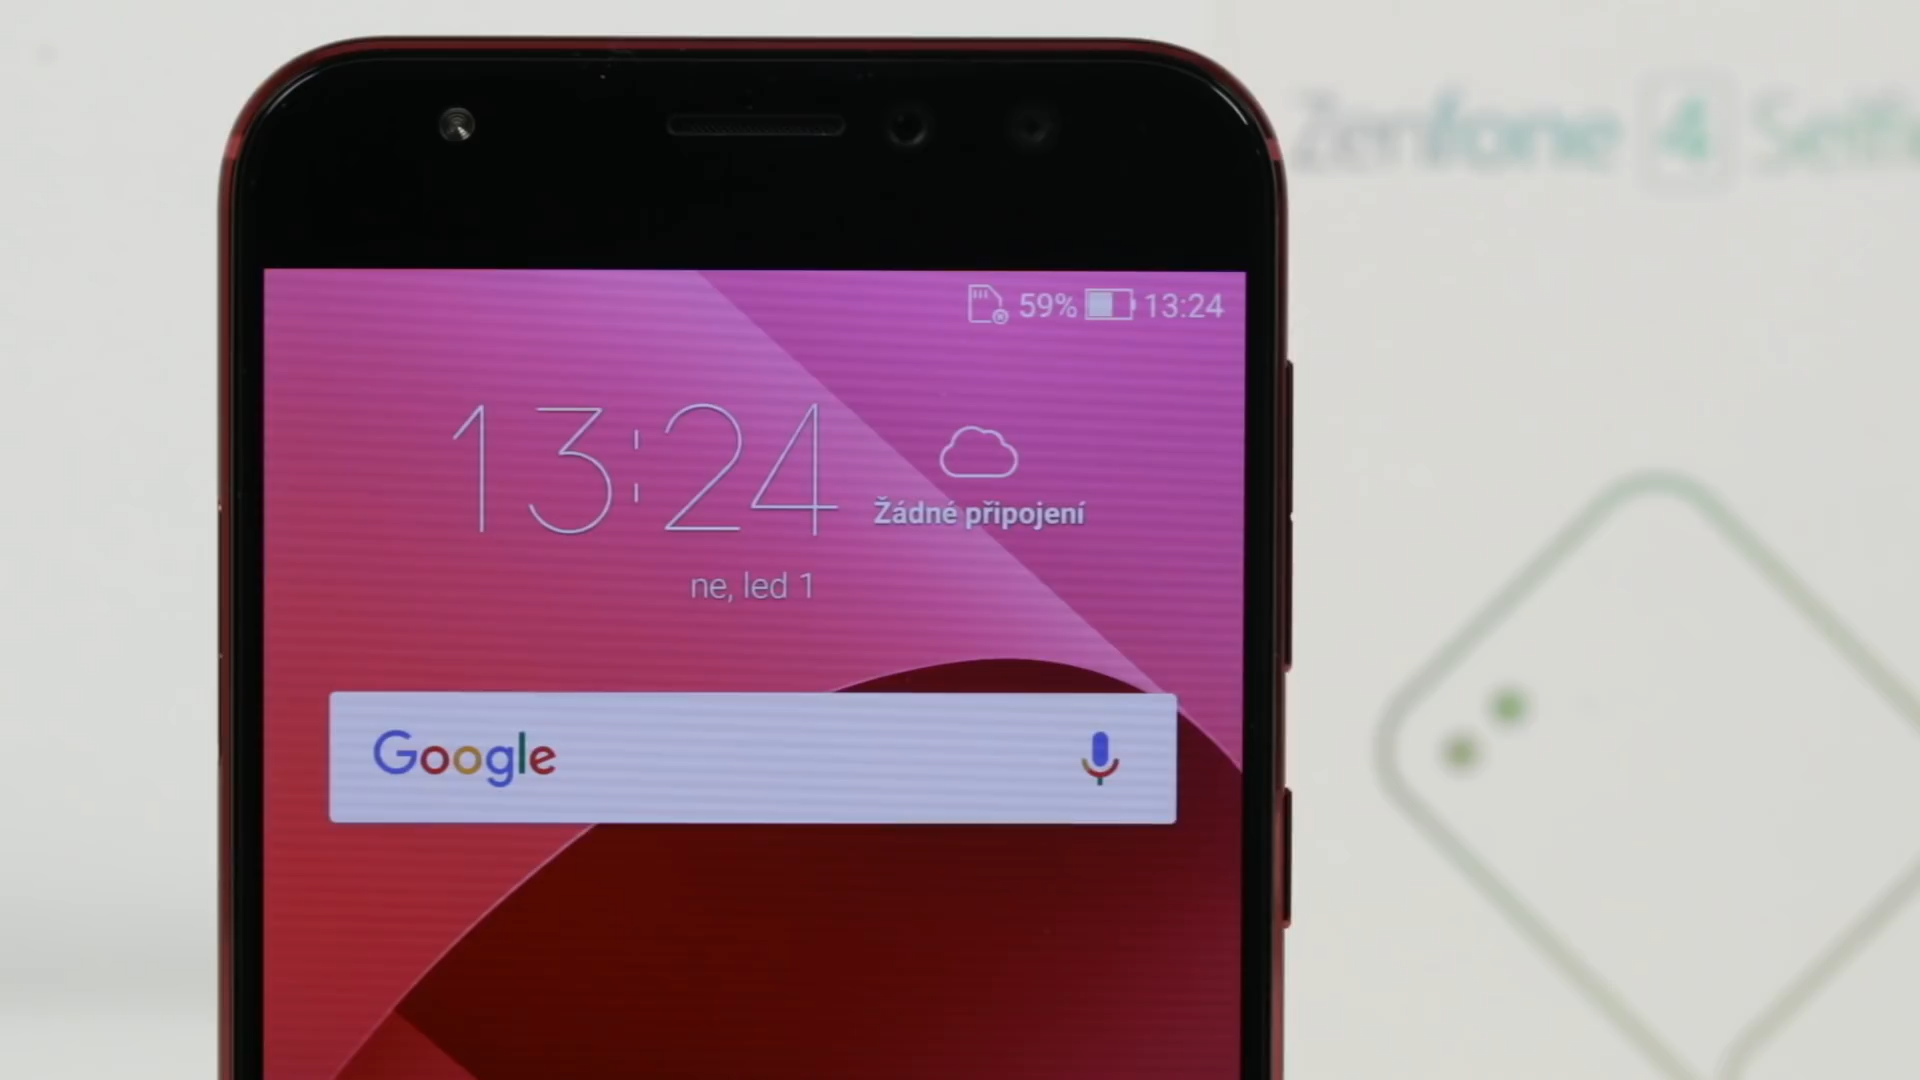 Zenfone 4 Selfie
59% 13:24
13:24
Žádné připojení
ne, led 1
Google